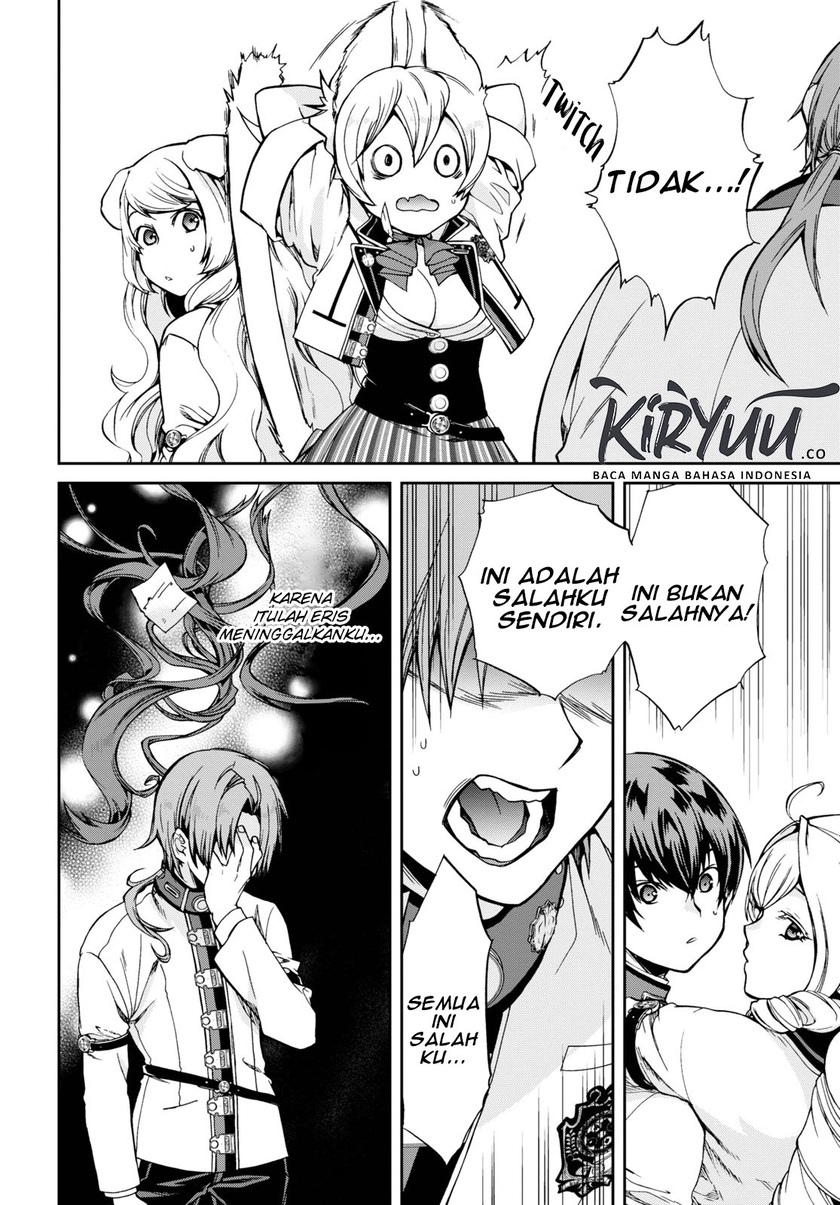 TIDAK...!
TWITCH
KIRYUU.CO
BACA MANGA BAHASA INDONESIA
INI BUKAN
SALAHNYA!
INI ADALAH
SALAHKU
SENDIRI.
SEMUA
INI
SALAH
KU...
KARENA
ITULAH ERIS
MENINGGALKANKU...